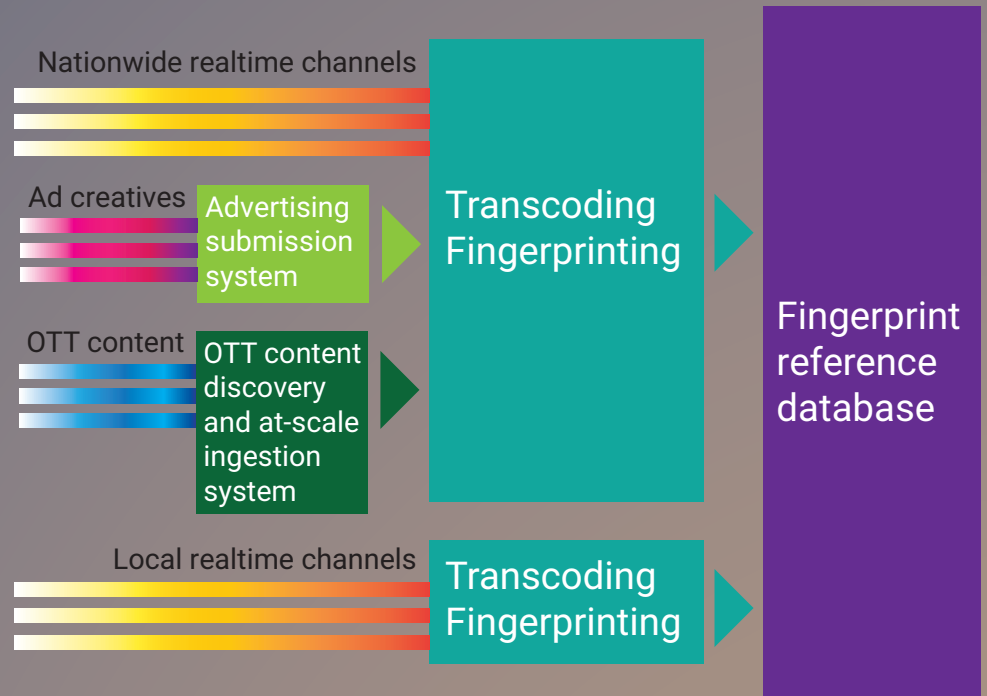 Nationwide realtime channels
Ad creatives
Advertising
submission
system
Transcoding
Fingerprinting
OTT content
OTT content
discovery
and at-scale
ingestion
system
Fingerprint
reference
database
Local realtime channels
Transcoding
Fingerprinting